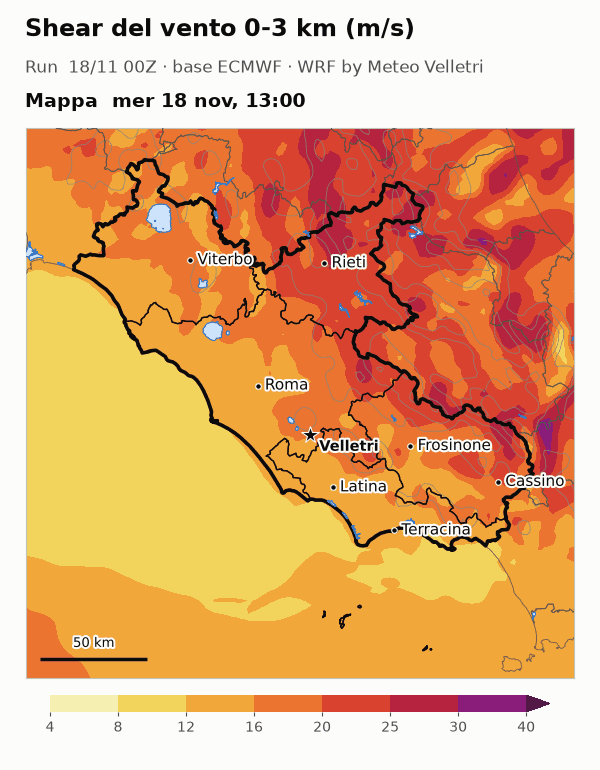 Shear del vento 0-3 km (m/s)
Run  18/11 00Z · base ECMWF · WRF by Meteo Velletri
Mappa  mer 18 nov, 13:00
Viterbo
Rieti
Roma
Velletri
Frosinone
Latina
Cassino
Terracina
50 km
4 8 12 16 20 25 30 40